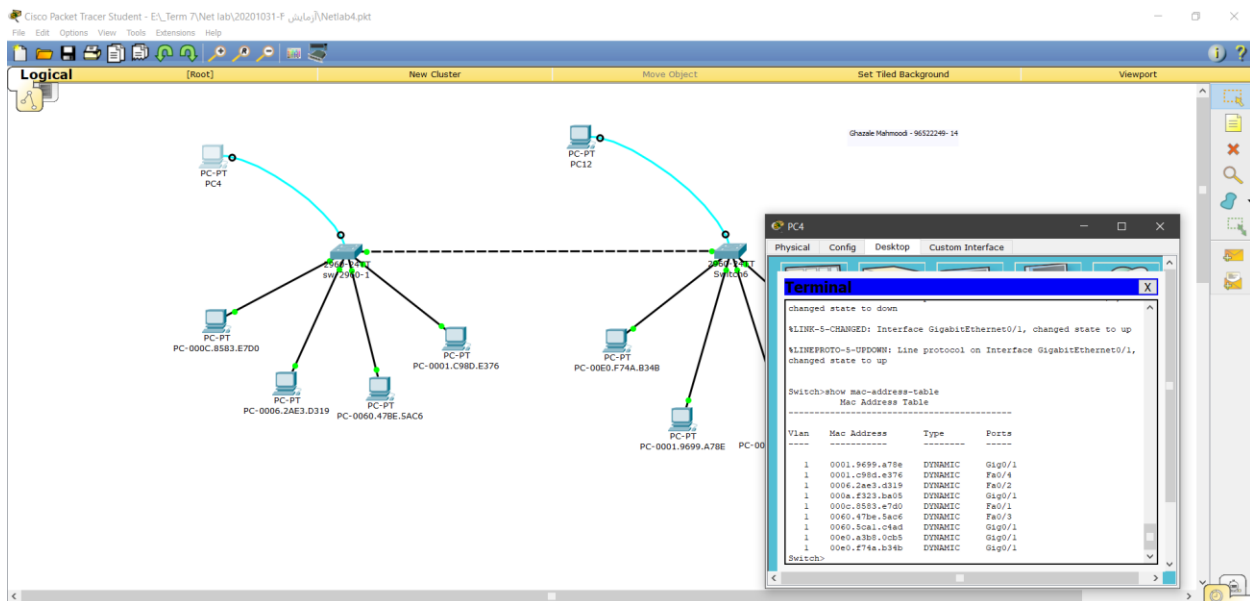 Cisco Packet Tracer Student - E:\_Term 7\Net lab\20201031-۴ آزمایش\Netlab4.pkt
File Edit Options View Tools Extensions Help
Logical [Root] New Cluster Move Object Set Tiled Background Viewport
Ghazale Mahmoodi - 96522249- 14
PC-PT
PC4
PC-PT
PC12
2960-24TT
sw-2960-1
2960-24TT
Switch6
PC-PT
PC-000C.8583.E7D0
PC-PT
PC-0006.2AE3.D319
PC-PT
PC-0060.47BE.5AC6
PC-PT
PC-0001.C98D.E376
PC-PT
PC-00E0.F74A.B34B
PC-PT
PC-0001.9699.A78E
PC-00
PC4
Physical Config Desktop Custom Interface
Terminal X
changed state to down
%LINK-5-CHANGED: Interface GigabitEthernet0/1, changed state to up
%LINEPROTO-5-UPDOWN: Line protocol on Interface GigabitEthernet0/1,
changed state to up
Switch>show mac-address-table
Mac Address Table
-------------------------------------------
Vlan Mac Address Type Ports
---- ----------- -------- -----
1 0001.9699.a78e DYNAMIC Gig0/1
1 0001.c98d.e376 DYNAMIC Fa0/4
1 0006.2ae3.d319 DYNAMIC Fa0/2
1 000a.f323.ba05 DYNAMIC Gig0/1
1 000c.8583.e7d0 DYNAMIC Fa0/1
1 0060.47be.5ac6 DYNAMIC Fa0/3
1 0060.5ca1.c4ad DYNAMIC Gig0/1
1 00e0.a3b8.0cb5 DYNAMIC Gig0/1
1 00e0.f74a.b34b DYNAMIC Gig0/1
Switch>